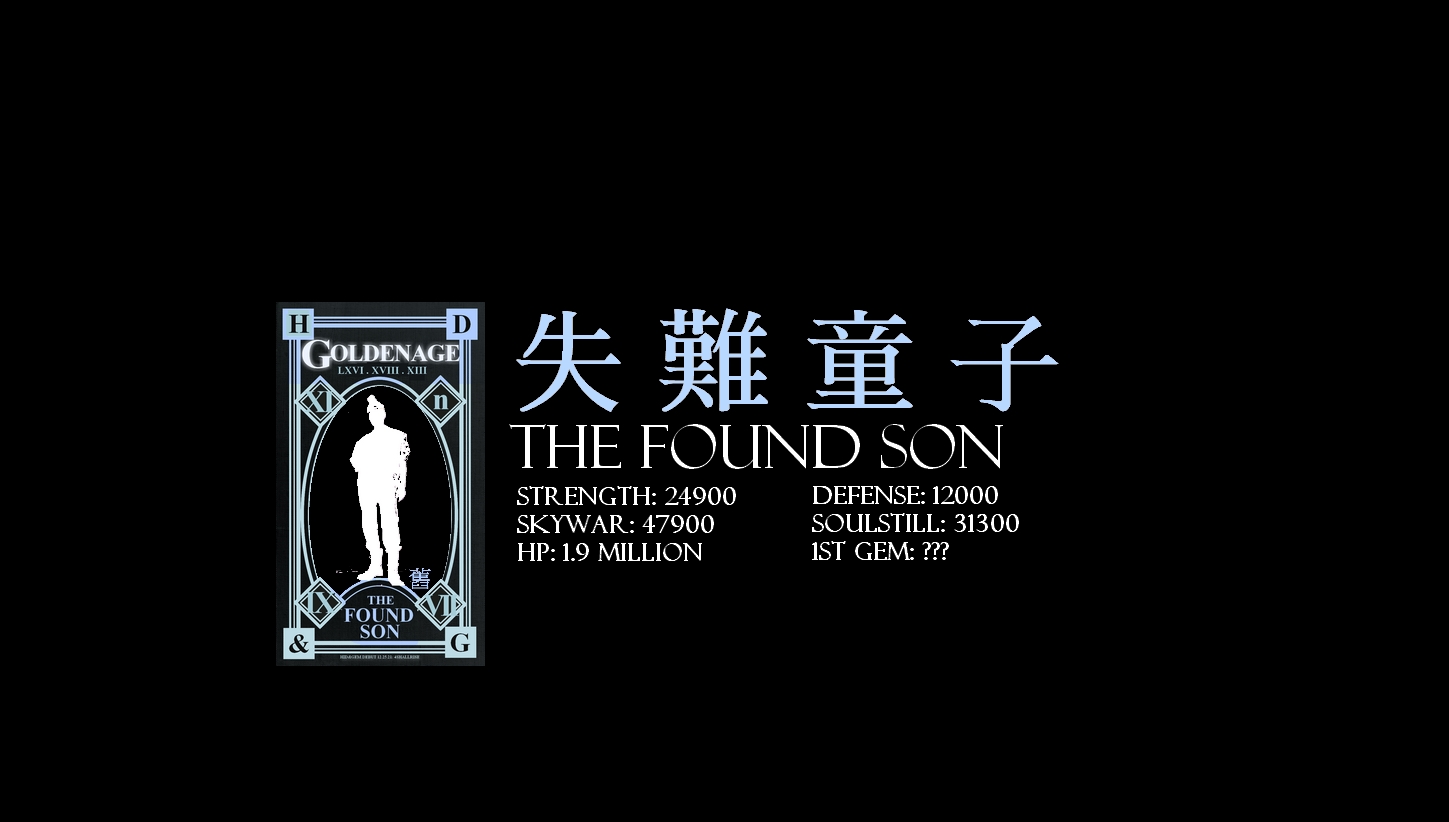 H D
GOLDENAGE
LXVI . XVIII . XIII
XI n
舊
IX VII
THE
FOUND
SON
& G
失難童子
THE FOUND SON
STRENGTH: 24900 DEFENSE: 12000
SKYWAR: 47900 SOULSTILL: 31300
HP: 1.9 MILLION 1ST GEM: ???